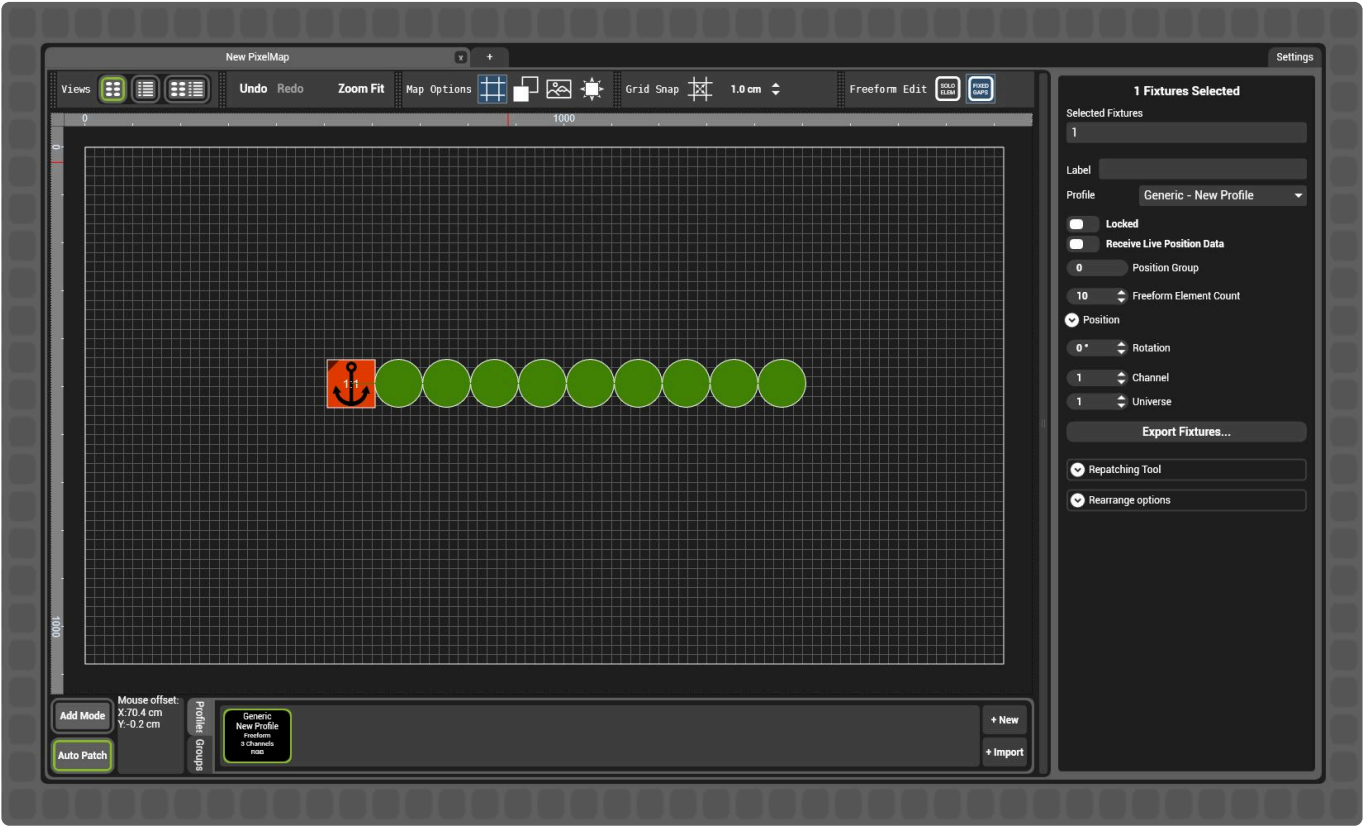 New PixelMap x +
Settings
Views Undo Redo Zoom Fit Map Options Grid Snap 1.0 cm Freeform Edit SOLO ELEM FIXED GAPS
0 1000
0
1000
1:1
1 Fixtures Selected
Selected Fixtures
1
Label
Profile Generic - New Profile
Locked
Receive Live Position Data
0 Position Group
10 Freeform Element Count
Position
0° Rotation
1 Channel
1 Universe
Export Fixtures...
Repatching Tool
Rearrange options
Add Mode
Auto Patch
Mouse offset:
X:70.4 cm
Y:-0.2 cm
Profiles
Groups
Generic
New Profile
Freeform
3 Channels
RGB
+ New
+ Import